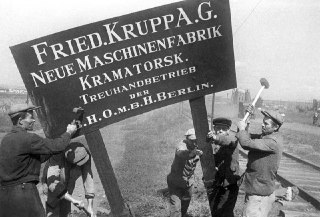 FRIED. KRUPP A.G.
NEUE MASCHINENFABRIK
KRAMATORSK.
TREUHANDBETRIEB
DER
H.O.M.B.H. BERLIN.